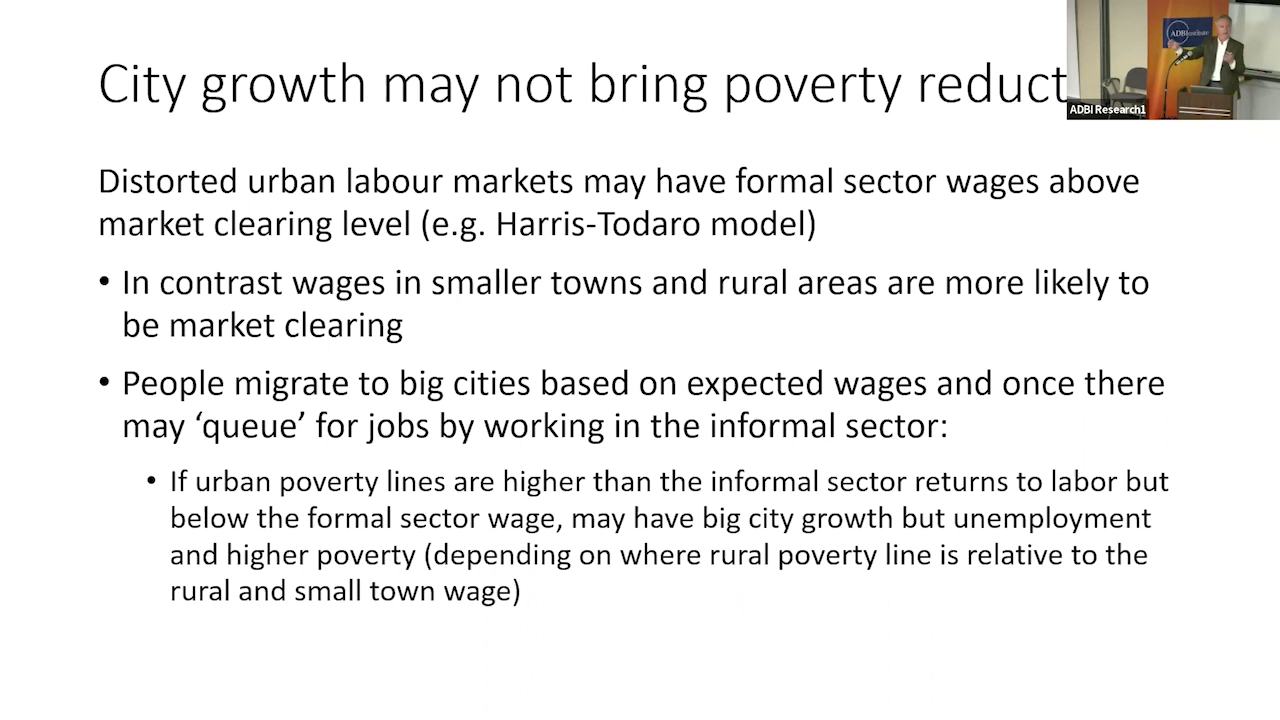 City growth may not bring poverty reduct
ADBInstitute
ADBI Research1
Distorted urban labour markets may have formal sector wages above
market clearing level (e.g. Harris-Todaro model)
• In contrast wages in smaller towns and rural areas are more likely to
be market clearing
• People migrate to big cities based on expected wages and once there
may ‘queue’ for jobs by working in the informal sector:
• If urban poverty lines are higher than the informal sector returns to labor but
below the formal sector wage, may have big city growth but unemployment
and higher poverty (depending on where rural poverty line is relative to the
rural and small town wage)